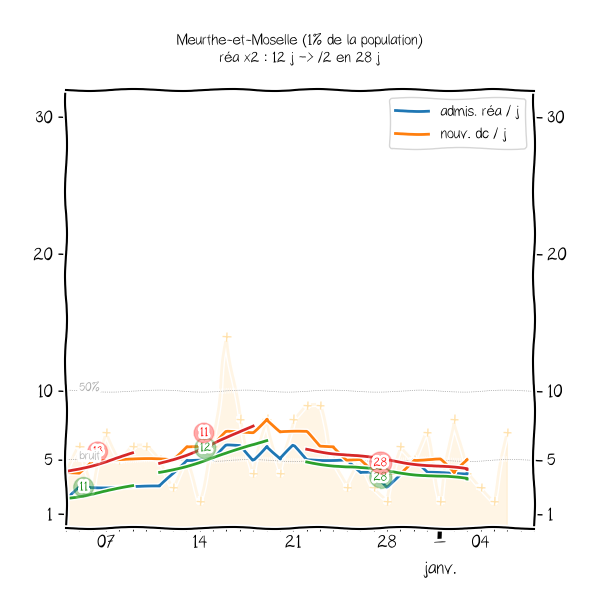 Meurthe-et-Moselle (1% de la population)
réa x2 : 12 j -> /2 en 28 j
admis. réa / j
nouv. dc / j
30 30
20 20
10 10
50%
5 5
bruit
11
12
28
28
11
1 1
07 14 21 28 04
janv.